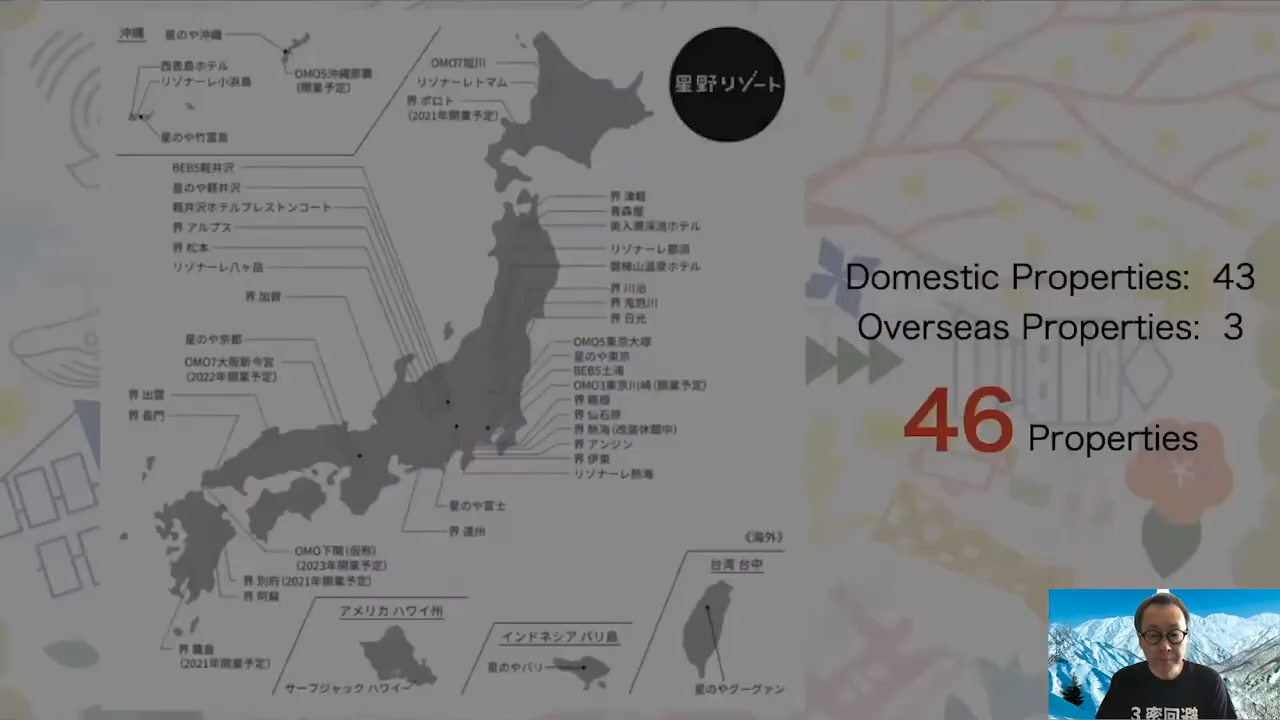 沖縄
星のや沖縄
西表島ホテル
リゾナーレ小浜島
OMO5沖縄那覇
(開業予定)
星のや竹富島
OMO7旭川
リゾナーレトマム
界 ポロト
(2021年開業予定)
星野リゾート
BEB5軽井沢
星のや軽井沢
軽井沢ホテルブレストンコート
界 アルプス
界 松本
リゾナーレ八ヶ岳
界 加賀
星のや京都
OMO7大阪新今宮
(2022年開業予定)
界 出雲
界 長門
界 津軽
青森屋
奥入瀬渓流ホテル
リゾナーレ那須
磐梯山温泉ホテル
界 川治
界 鬼怒川
界 日光
OMO5東京大塚
星のや東京
BEB5土浦
OMO3東京川崎(開業予定)
界 箱根
界 仙石原
界 熱海(改装休館中)
界 アンジン
界 伊東
リゾナーレ熱海
星のや富士
界 遠州
OMO下関(仮称)
(2023年開業予定)
界 別府(2021年開業予定)
界 阿蘇
界 霧島
(2021年開業予定)
アメリカ ハワイ州
サーフジャック ハワイ
インドネシア バリ島
星のやバリ
《海外》
台湾 台中
星のやグーグァン
Domestic Properties: 43
Overseas Properties: 3
46 Properties
3密回避